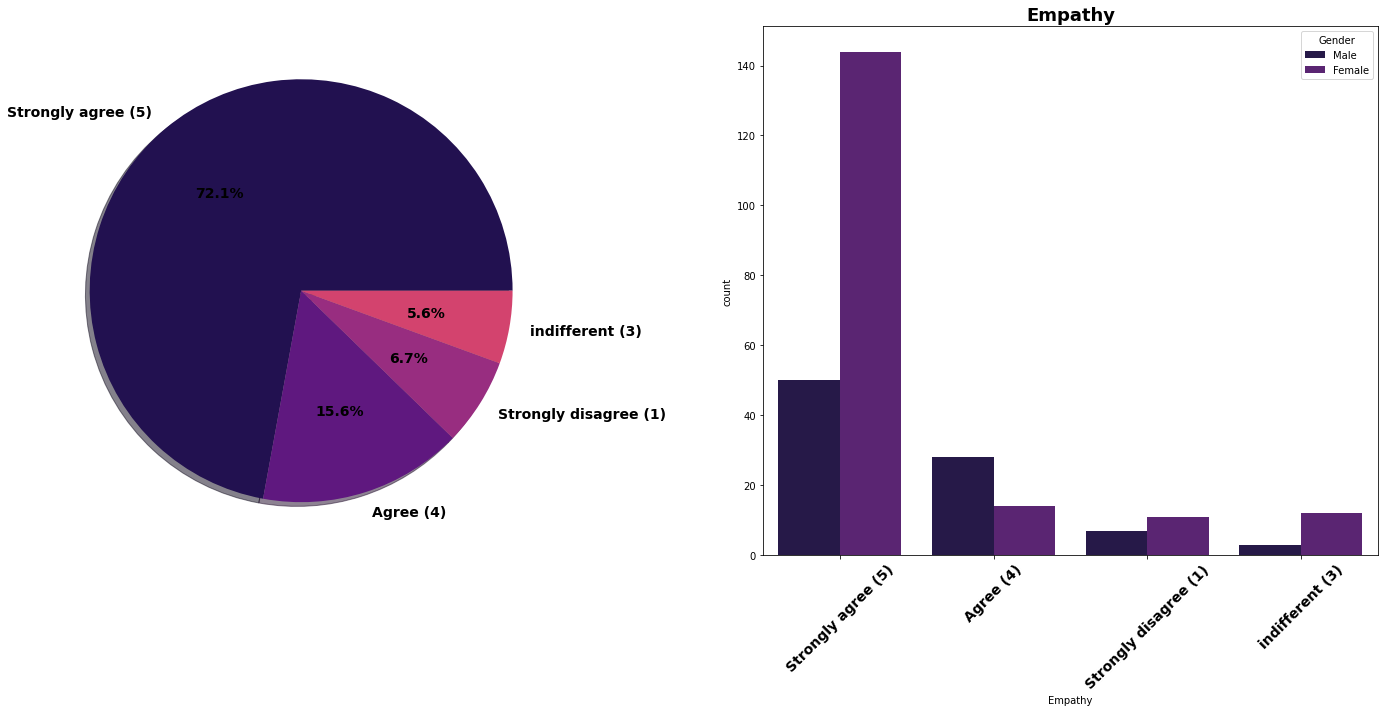 Strongly agree (5)
72.1%
5.6%
indifferent (3)
6.7%
Strongly disagree (1)
15.6%
Agree (4)
Empathy
Gender
Male
Female
140
120
100
80
60
40
20
0
count
Strongly agree (5)
Agree (4)
Strongly disagree (1)
indifferent (3)
Empathy